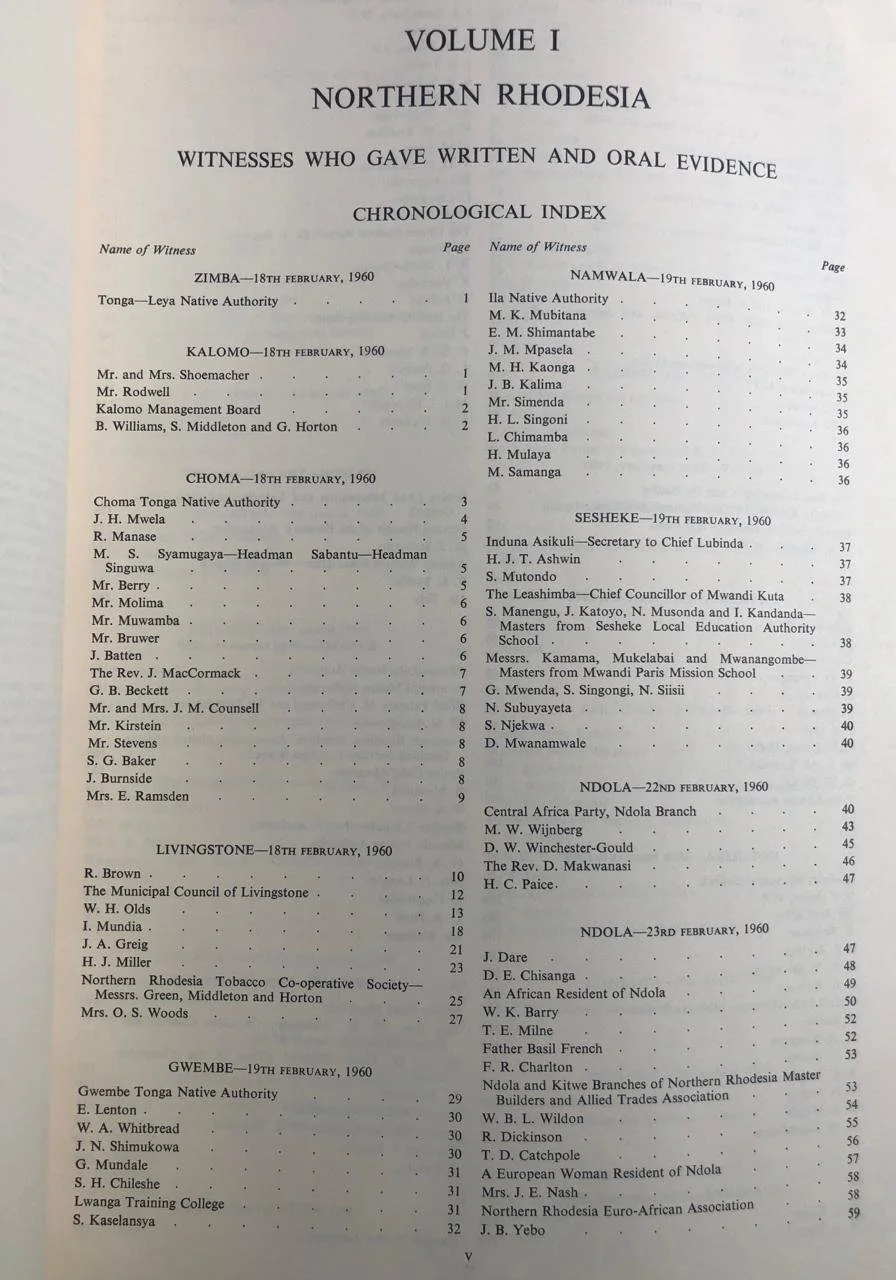 VOLUME I
NORTHERN RHODESIA
WITNESSES WHO GAVE WRITTEN AND ORAL EVIDENCE
CHRONOLOGICAL INDEX
Name of Witness Page
ZIMBA—18TH FEBRUARY, 1960
Tonga—Leya Native Authority . . . . . 1
KALOMO—18TH FEBRUARY, 1960
Mr. and Mrs. Shoemacher . . . . . . 1
Mr. Rodwell . . . . . . . 1
Kalomo Management Board . . . . . 2
B. Williams, S. Middleton and G. Horton . . . 2
CHOMA—18TH FEBRUARY, 1960
Choma Tonga Native Authority . . . . . 3
J. H. Mwela . . . . . . . 4
R. Manase . . . . . . . 5
M. S. Syamugaya—Headman Sabantu—Headman
Singuwa . . . . . . . 5
Mr. Berry . . . . . . . . 5
Mr. Molima . . . . . . . 6
Mr. Muwamba . . . . . . . 6
Mr. Bruwer . . . . . . . 6
J. Batten . . . . . . . . 6
The Rev. J. MacCormack . . . . . . 7
G. B. Beckett . . . . . . . 7
Mr. and Mrs. J. M. Counsell . . . . . 8
Mr. Kirstein . . . . . . . 8
Mr. Stevens . . . . . . . 8
S. G. Baker . . . . . . . 8
J. Burnside . . . . . . . 8
Mrs. E. Ramsden . . . . . . 9
LIVINGSTONE—18TH FEBRUARY, 1960
R. Brown . . . . . . . . 10
The Municipal Council of Livingstone . . . . 12
W. H. Olds . . . . . . . 13
I. Mundia . . . . . . . . 18
J. A. Greig . . . . . . . 21
H. J. Miller . . . . . . . 23
Northern Rhodesia Tobacco Co-operative Society—
Messrs. Green, Middleton and Horton . . . 25
Mrs. O. S. Woods . . . . . . 27
GWEMBE—19TH FEBRUARY, 1960
Gwembe Tonga Native Authority . . . . 29
E. Lenton . . . . . . . . 30
W. A. Whitbread . . . . . . 30
J. N. Shimukowa . . . . . . 30
G. Mundale . . . . . . . 31
S. H. Chileshe . . . . . . . 31
Lwanga Training College . . . . . 31
S. Kaselansya . . . . . . . 32
Name of Witness Page
NAMWALA—19TH FEBRUARY, 1960
Ila Native Authority . . . . . . 32
M. K. Mubitana . . . . . . 33
E. M. Shimantabe . . . . . . 34
J. M. Mpasela . . . . . . . 34
M. H. Kaonga . . . . . . . 35
J. B. Kalima . . . . . . . 35
Mr. Simenda . . . . . . . 35
H. L. Singoni . . . . . . . 36
L. Chimamba . . . . . . . 36
H. Mulaya . . . . . . . 36
M. Samanga . . . . . . . 36
SESHEKE—19TH FEBRUARY, 1960
Induna Asikuli—Secretary to Chief Lubinda . . . 37
H. J. T. Ashwin . . . . . . 37
S. Mutondo . . . . . . . 37
The Leashimba—Chief Councillor of Mwandi Kuta . 38
S. Manengu, J. Katoyo, N. Musonda and I. Kandanda—
Masters from Sesheke Local Education Authority
School . . . . . . . . 38
Messrs. Kamama, Mukelabai and Mwanangombe—
Masters from Mwandi Paris Mission School . . 39
G. Mwenda, S. Singongi, N. Siisii . . . . 39
N. Subuyayeta . . . . . . . 39
S. Njekwa . . . . . . . . 40
D. Mwanamwale . . . . . . 40
NDOLA—22ND FEBRUARY, 1960
Central Africa Party, Ndola Branch . . . . 40
M. W. Wijnberg . . . . . . 43
D. W. Winchester-Gould . . . . . . 45
The Rev. D. Makwanasi . . . . . . 46
H. C. Paice . . . . . . . . 47
NDOLA—23RD FEBRUARY, 1960
J. Dare . . . . . . . . 47
D. E. Chisanga . . . . . . . 48
An African Resident of Ndola . . . . . 49
W. K. Barry . . . . . . . 50
T. E. Milne . . . . . . . 52
Father Basil French . . . . . . 52
F. R. Charlton . . . . . . . 53
Ndola and Kitwe Branches of Northern Rhodesia Master
Builders and Allied Trades Association . . . 53
W. B. L. Wildon . . . . . . 54
R. Dickinson . . . . . . . 55
T. D. Catchpole . . . . . . 56
A European Woman Resident of Ndola . . . 57
Mrs. J. E. Nash . . . . . . . 58
Northern Rhodesia Euro-African Association . . 58
J. B. Yebo . . . . . . . 59
v